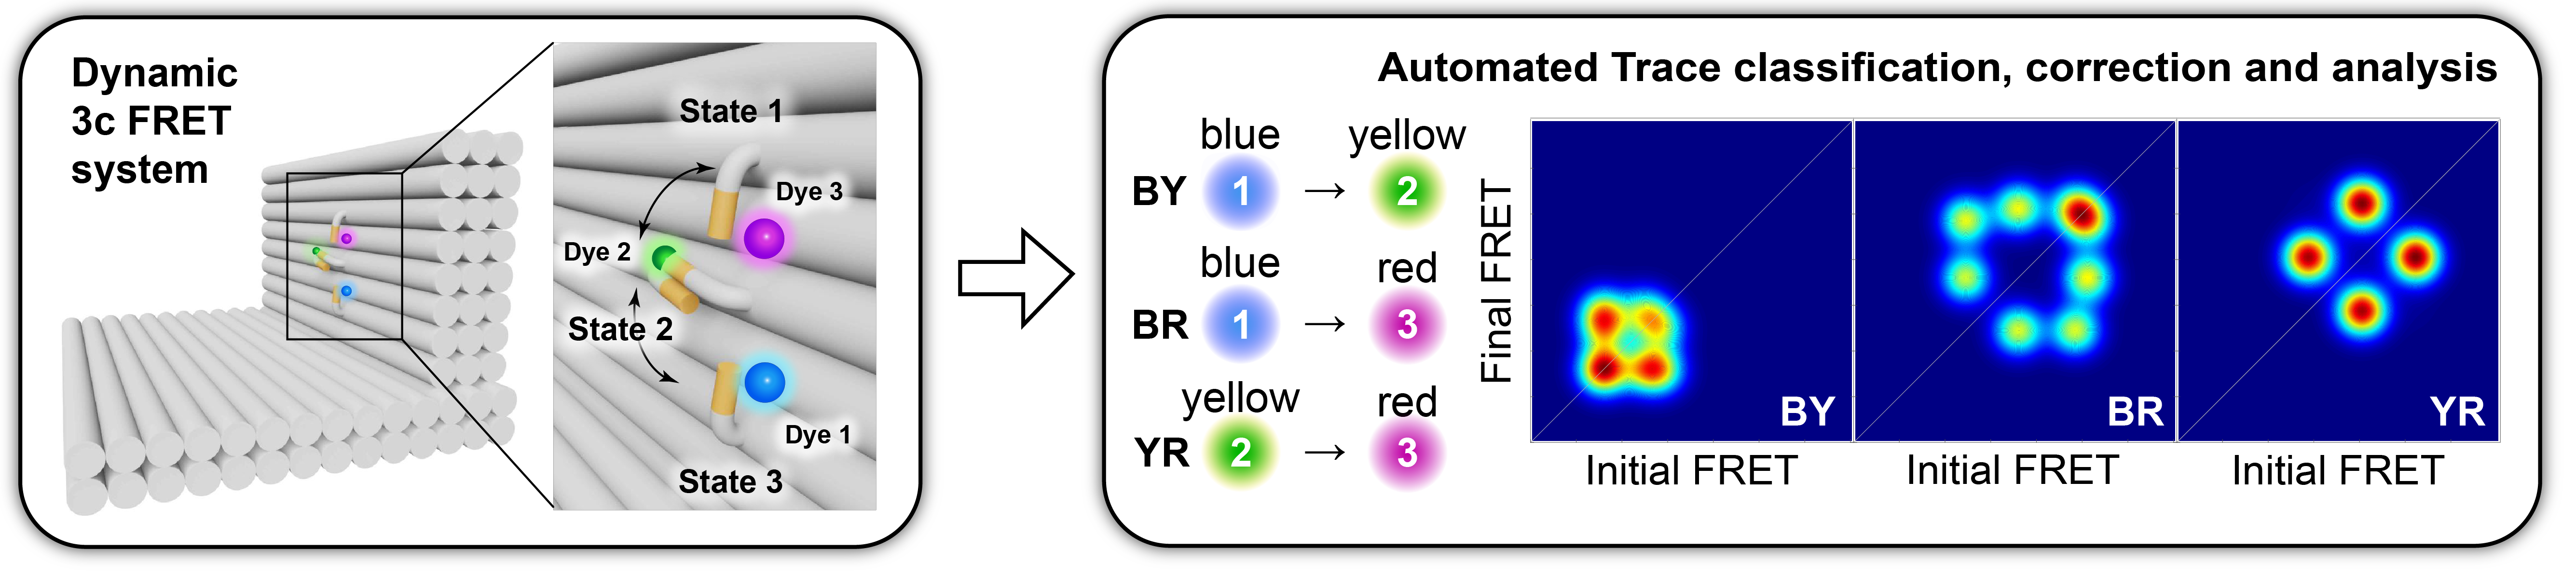 Dynamic
3c FRET
system
State 1
Dye 3
Dye 2
State 2
Dye 1
State 3
Automated Trace classification, correction and analysis
blue yellow
BY 1 → 2
blue red
BR 1 → 3
yellow red
YR 2 → 3
Final FRET
BY
BR
YR
Initial FRET
Initial FRET
Initial FRET